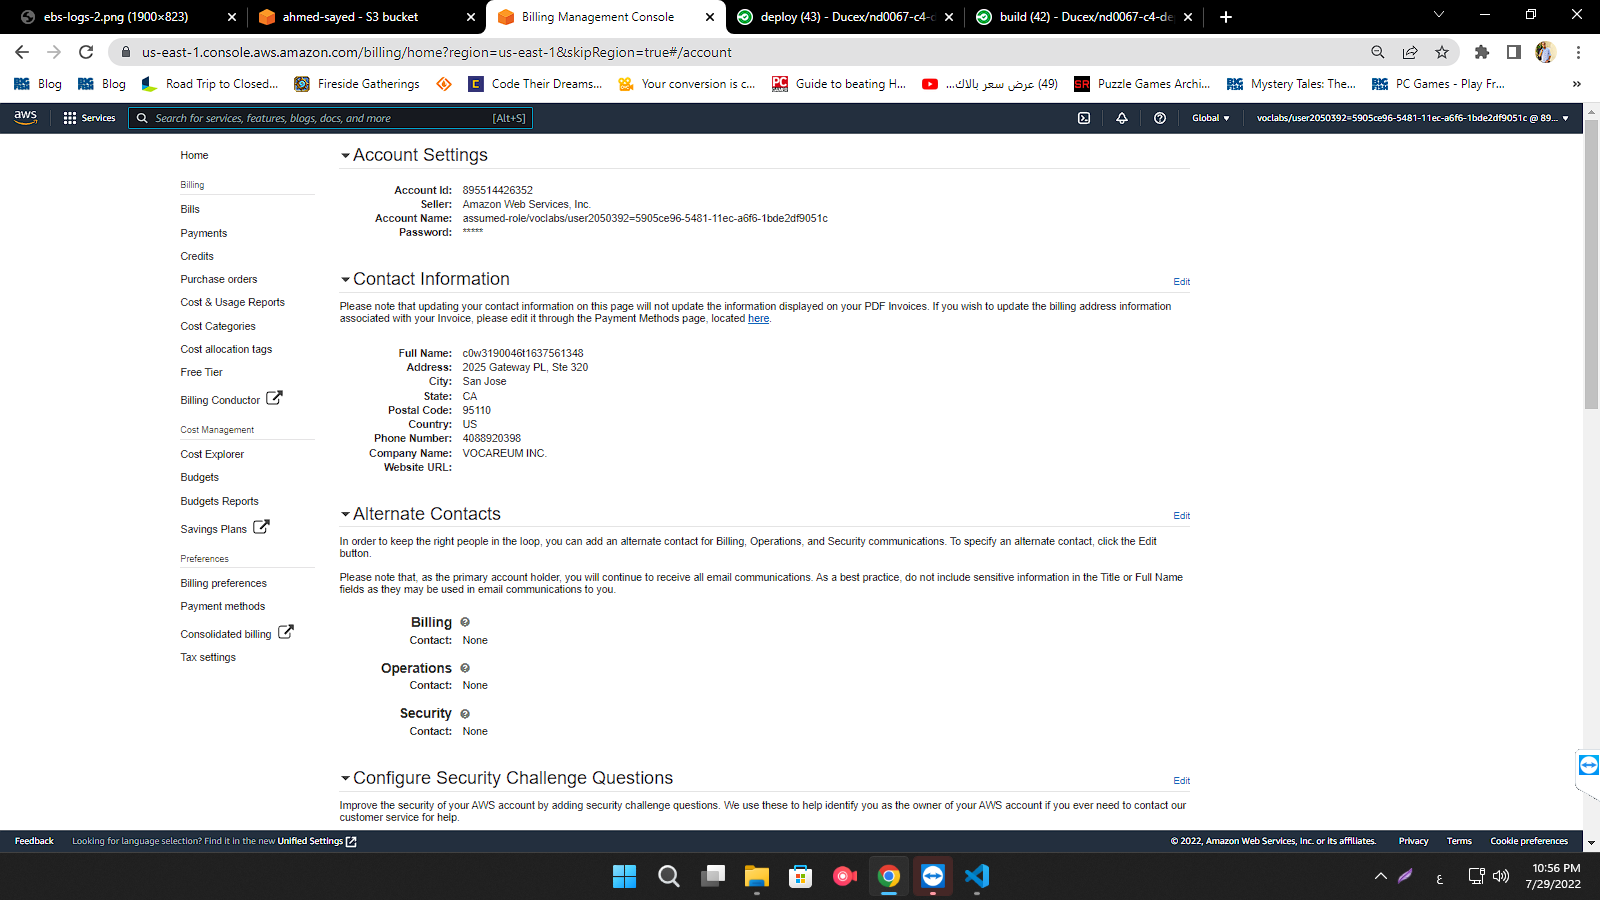 ebs-logs-2.png (1900×823)
ahmed-sayed - S3 bucket
Billing Management Console
deploy (43) - Ducex/nd0067-c4-d
build (42) - Ducex/nd0067-c4-de
us-east-1.console.aws.amazon.com/billing/home?region=us-east-1&skipRegion=true#/account
Blog
Blog
Road Trip to Closed...
Fireside Gatherings
Code Their Dreams...
Your conversion is c...
Guide to beating H...
(49) عرض سعر بالاك...
Puzzle Games Archi...
Mystery Tales: The...
PC Games - Play Fr...
aws
Services
Search for services, features, blogs, docs, and more
[Alt+S]
Global
voclabs/user2050392=5905ce96-5481-11ec-a6f6-1bde2df9051c @ 89...
Home
Billing
Bills
Payments
Credits
Purchase orders
Cost & Usage Reports
Cost Categories
Cost allocation tags
Free Tier
Billing Conductor
Cost Management
Cost Explorer
Budgets
Budgets Reports
Savings Plans
Preferences
Billing preferences
Payment methods
Consolidated billing
Tax settings
Account Settings
Account Id: 895514426352
Seller: Amazon Web Services, Inc.
Account Name: assumed-role/voclabs/user2050392=5905ce96-5481-11ec-a6f6-1bde2df9051c
Password: *****
Contact Information
Edit
Please note that updating your contact information on this page will not update the information displayed on your PDF Invoices. If you wish to update the billing address information
associated with your Invoice, please edit it through the Payment Methods page, located here.
Full Name: c0w3190046t1637561348
Address: 2025 Gateway PL, Ste 320
City: San Jose
State: CA
Postal Code: 95110
Country: US
Phone Number: 4088920398
Company Name: VOCAREUM INC.
Website URL:
Alternate Contacts
Edit
In order to keep the right people in the loop, you can add an alternate contact for Billing, Operations, and Security communications. To specify an alternate contact, click the Edit
button.
Please note that, as the primary account holder, you will continue to receive all email communications. As a best practice, do not include sensitive information in the Title or Full Name
fields as they may be used in email communications to you.
Billing
Contact: None
Operations
Contact: None
Security
Contact: None
Configure Security Challenge Questions
Edit
Improve the security of your AWS account by adding security challenge questions. We use these to help identify you as the owner of your AWS account if you ever need to contact our
customer service for help.
Feedback
Looking for language selection? Find it in the new Unified Settings
© 2022, Amazon Web Services, Inc. or its affiliates.
Privacy
Terms
Cookie preferences
ع
10:56 PM
7/29/2022